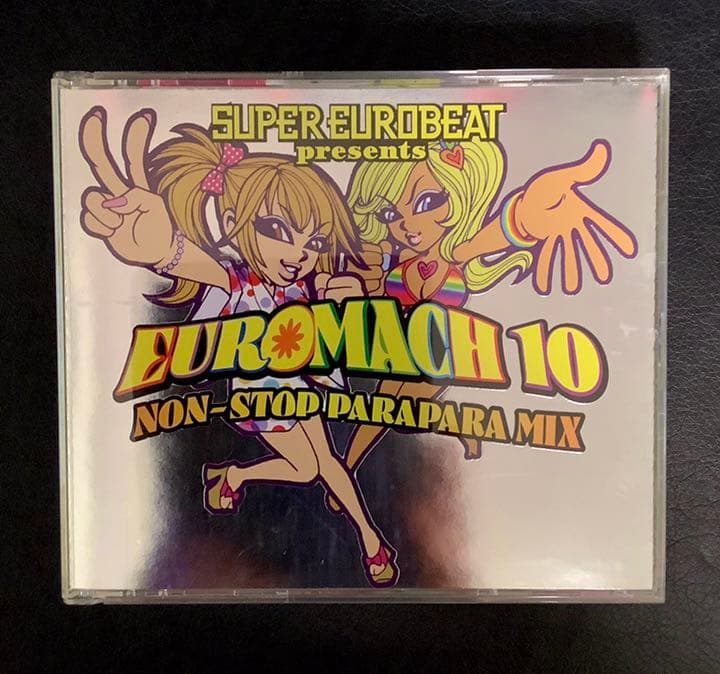 SUPER EUROBEAT
presents
EUROMACH 10
NON-STOP PARAPARA MIX